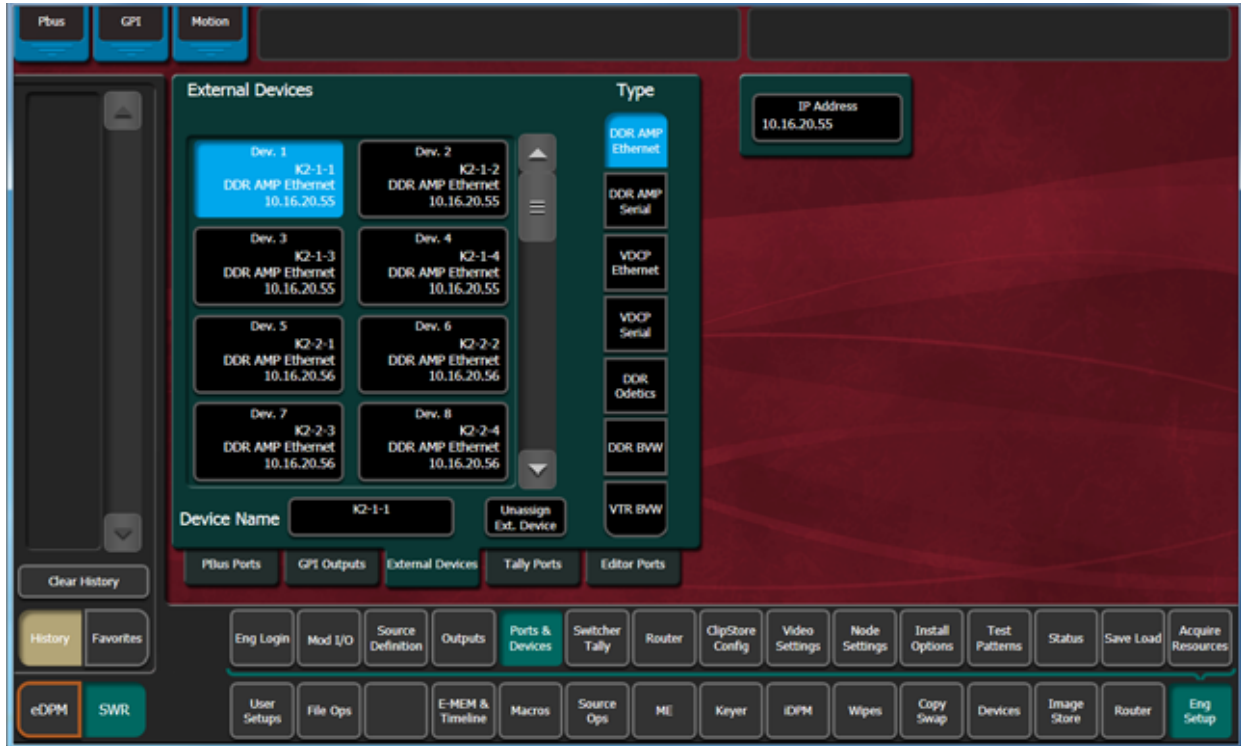 Pbus GPI Motion
External Devices
Type
IP Address
10.16.20.55
Dev. 1
K2-1-1
DDR AMP Ethernet
10.16.20.55
Dev. 2
K2-1-2
DDR AMP Ethernet
10.16.20.55
Dev. 3
K2-1-3
DDR AMP Ethernet
10.16.20.55
Dev. 4
K2-1-4
DDR AMP Ethernet
10.16.20.55
Dev. 5
K2-2-1
DDR AMP Ethernet
10.16.20.56
Dev. 6
K2-2-2
DDR AMP Ethernet
10.16.20.56
Dev. 7
K2-2-3
DDR AMP Ethernet
10.16.20.56
Dev. 8
K2-2-4
DDR AMP Ethernet
10.16.20.56
DDR AMP
Ethernet
DDR AMP
Serial
VDCP
Ethernet
VDCP
Serial
DDR
Odetics
DDR BVW
VTR BVW
Device Name
K2-1-1
Unassign
Ext. Device
PBus Ports
GPI Outputs
External Devices
Tally Ports
Editor Ports
Clear History
History
Favorites
Eng Login
Mod I/O
Source
Definition
Outputs
Ports &
Devices
Switcher
Tally
Router
ClipStore
Config
Video
Settings
Node
Settings
Install
Options
Test
Patterns
Status
Save Load
Acquire
Resources
eDPM
SWR
User
Setups
File Ops
E-MEM &
Timeline
Macros
Source
Ops
ME
Keyer
iDPM
Wipes
Copy
Swap
Devices
Image
Store
Router
Eng
Setup